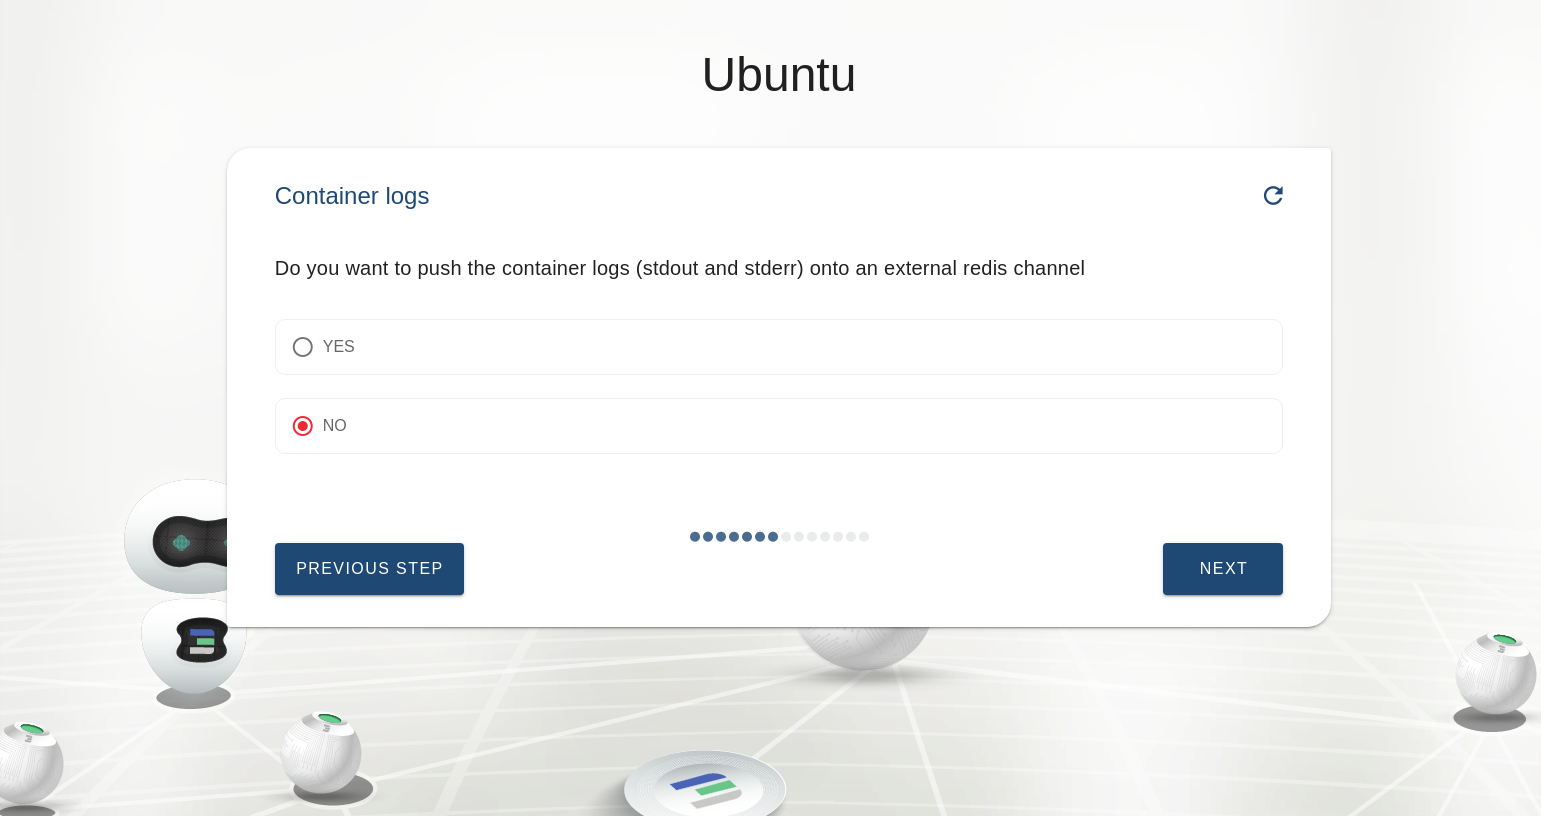 Ubuntu
Container logs
Do you want to push the container logs (stdout and stderr) onto an external redis channel
YES
NO
PREVIOUS STEP
NEXT